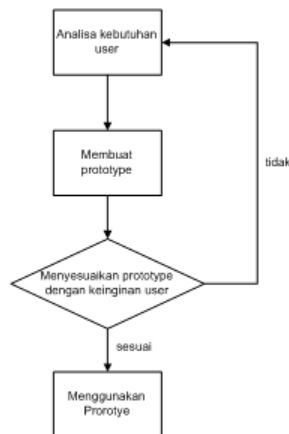 Analisa kebutuhan
user
Membuat
prototype
tidak
Menyesuaikan prototype
dengan keinginan user
sesuai
Menggunakan
Prorotye